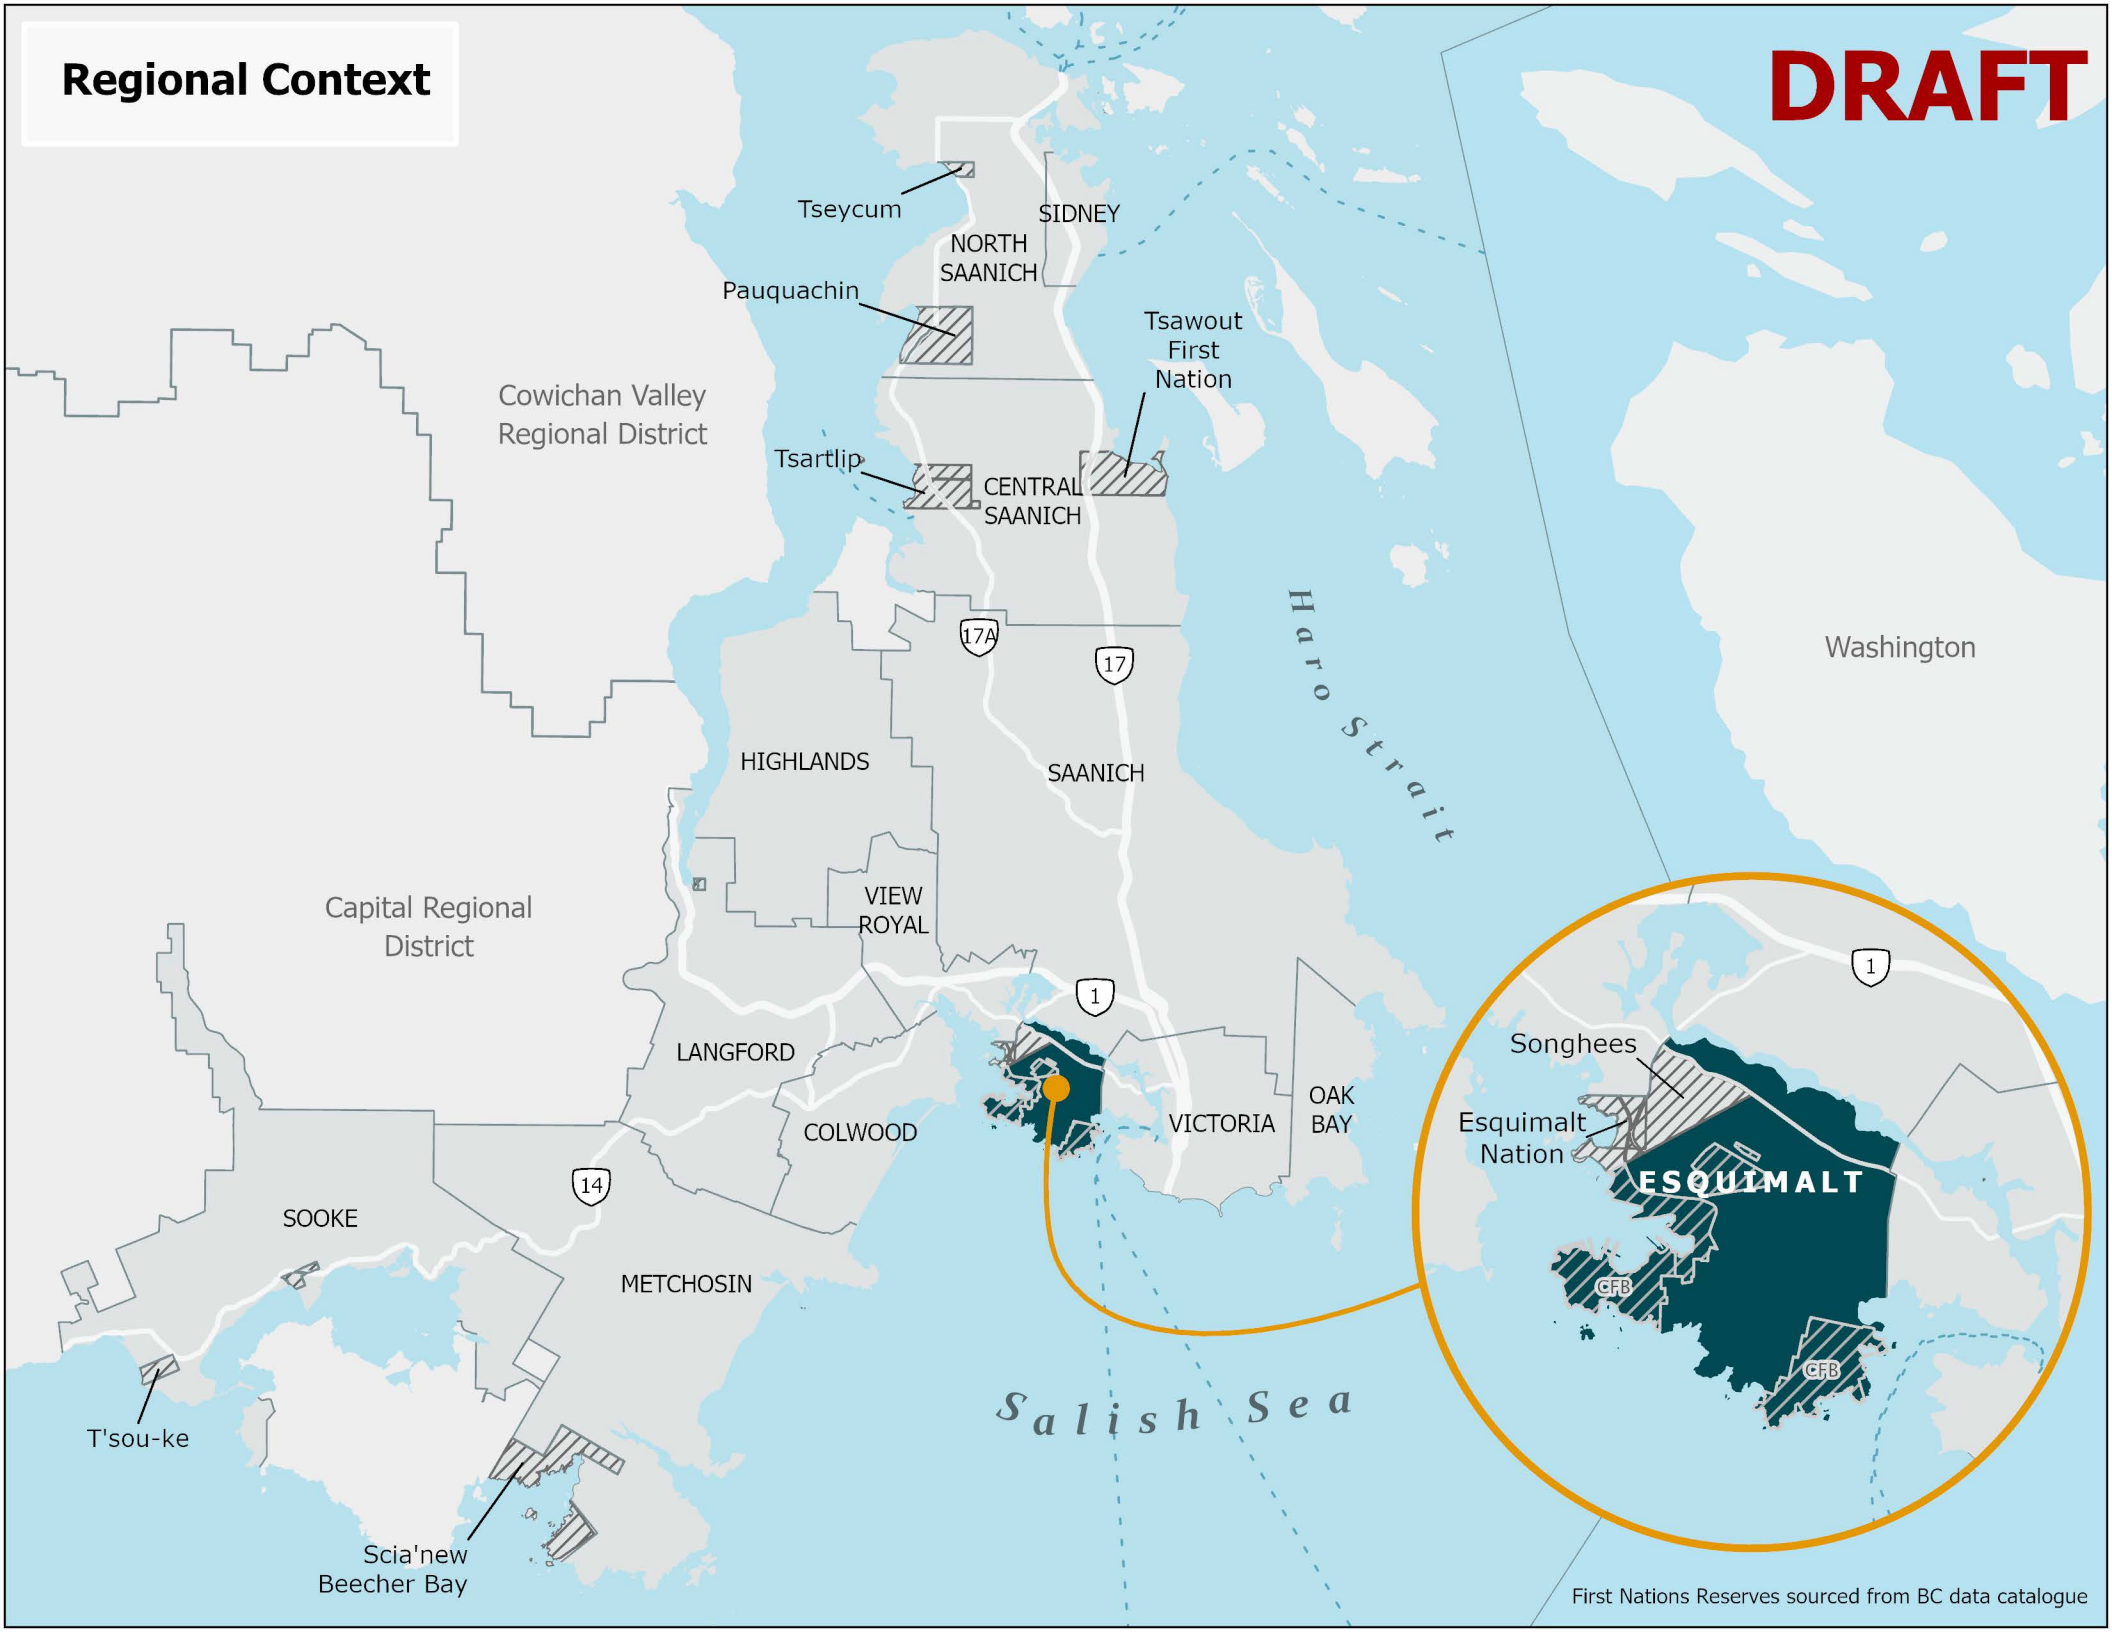 Regional Context
DRAFT
Tseycum
SIDNEY
NORTH
SAANICH
Pauquachin
Tsawout
First
Nation
Cowichan Valley
Regional District
Tsartlip
CENTRAL
SAANICH
Haro Strait
17A
17
Washington
HIGHLANDS
SAANICH
Capital Regional
District
VIEW
ROYAL
1
1
LANGFORD
Songhees
COLWOOD
VICTORIA
OAK
BAY
Esquimalt
Nation
ESQUIMALT
14
SOOKE
METCHOSIN
CFB
CFB
Salish Sea
T'sou-ke
Scia'new
Beecher Bay
First Nations Reserves sourced from BC data catalogue